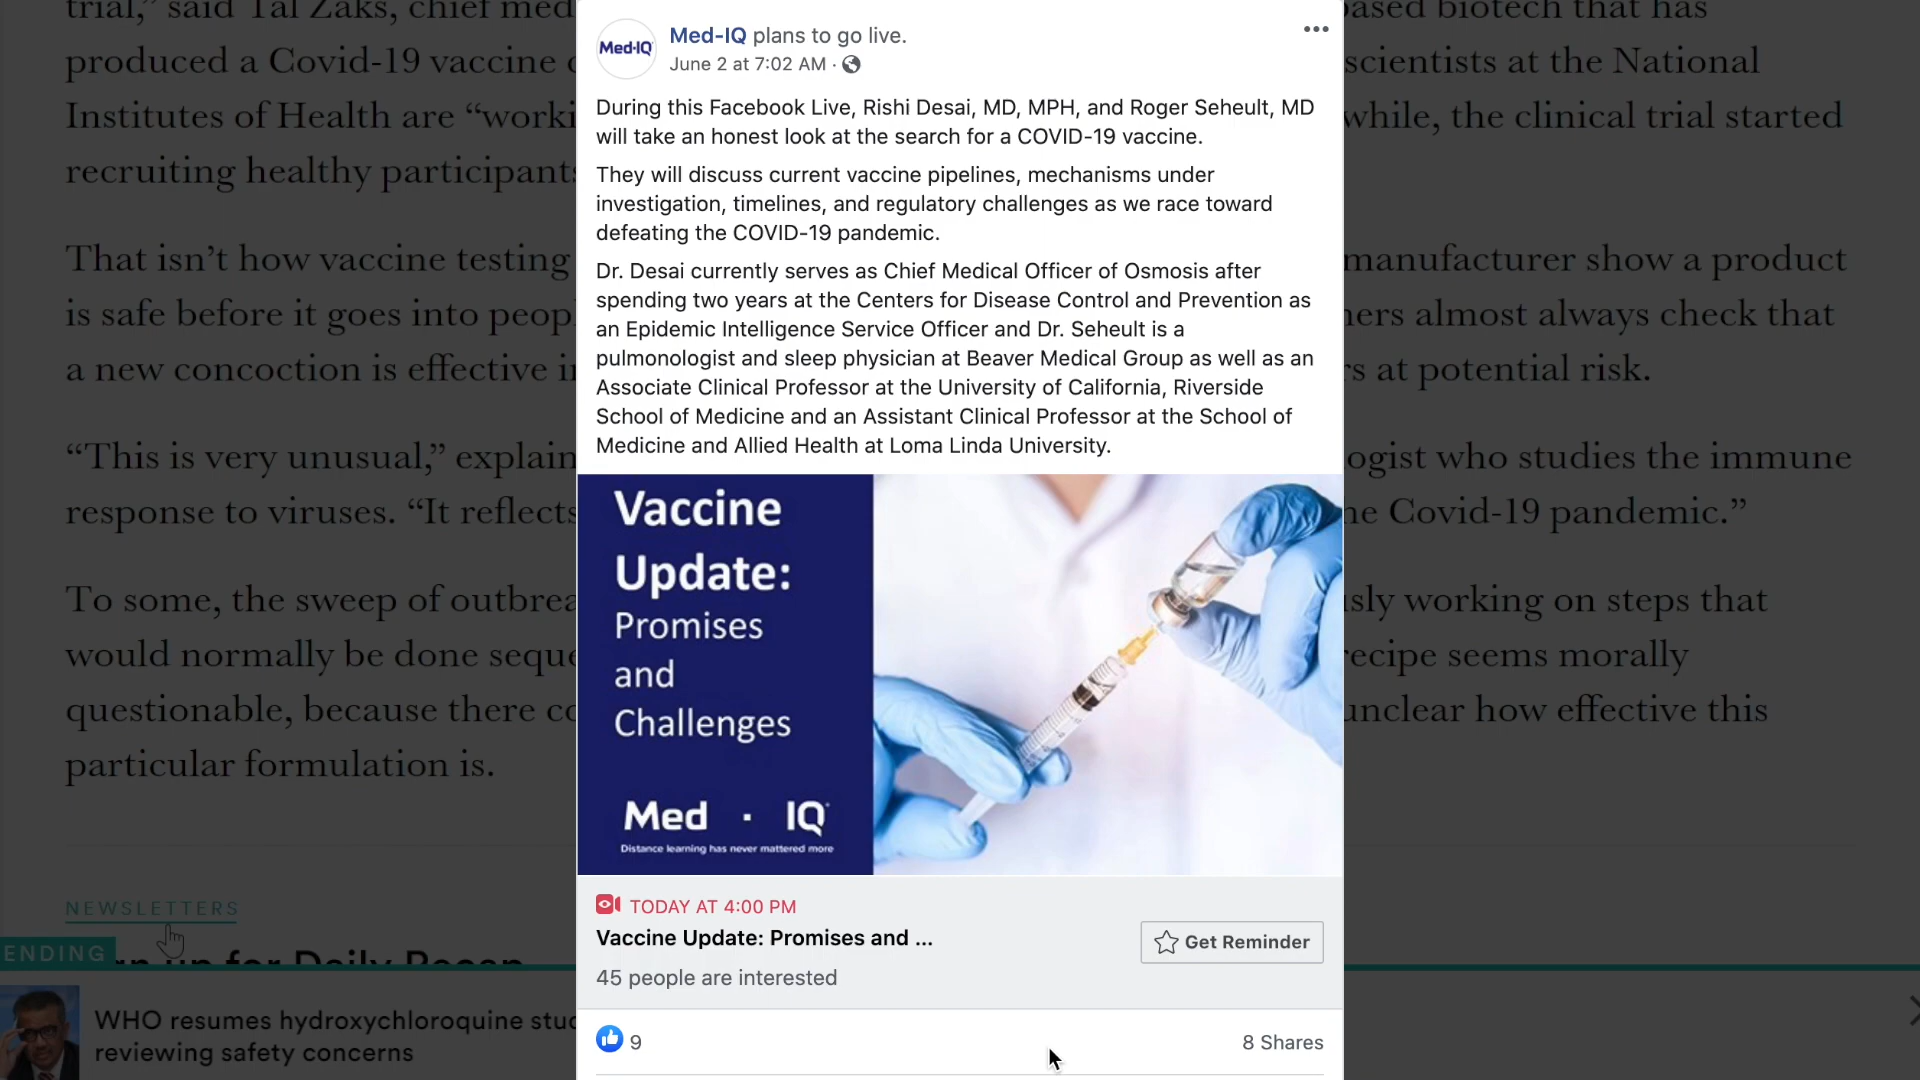 trial,” said Tal Zaks, chief med
produced a Covid-19 vaccine
Institutes of Health are “worki
recruiting healthy participants
That isn’t how vaccine testing
is safe before it goes into peop
a new concoction is effective i
“This is very unusual,” explain
response to viruses. “It reflects
To some, the sweep of outbrea
would normally be done seque
questionable, because there co
particular formulation is.
NEWSLETTERS
ENDING
n up for Daily Recap
WHO resumes hydroxychloroquine stud
reviewing safety concerns
Med-IQ
Med-IQ plans to go live.
June 2 at 7:02 AM ·
During this Facebook Live, Rishi Desai, MD, MPH, and Roger Seheult, MD
will take an honest look at the search for a COVID-19 vaccine.
They will discuss current vaccine pipelines, mechanisms under
investigation, timelines, and regulatory challenges as we race toward
defeating the COVID-19 pandemic.
Dr. Desai currently serves as Chief Medical Officer of Osmosis after
spending two years at the Centers for Disease Control and Prevention as
an Epidemic Intelligence Service Officer and Dr. Seheult is a
pulmonologist and sleep physician at Beaver Medical Group as well as an
Associate Clinical Professor at the University of California, Riverside
School of Medicine and an Assistant Clinical Professor at the School of
Medicine and Allied Health at Loma Linda University.
Vaccine
Update:
Promises
and
Challenges
Med · IQ
Distance learning has never mattered more
TODAY AT 4:00 PM
Vaccine Update: Promises and ...
45 people are interested
Get Reminder
9
8 Shares
based biotech that has
scientists at the National
while, the clinical trial started
manufacturer show a product
ners almost always check that
rs at potential risk.
ogist who studies the immune
he Covid-19 pandemic.”
sly working on steps that
recipe seems morally
unclear how effective this